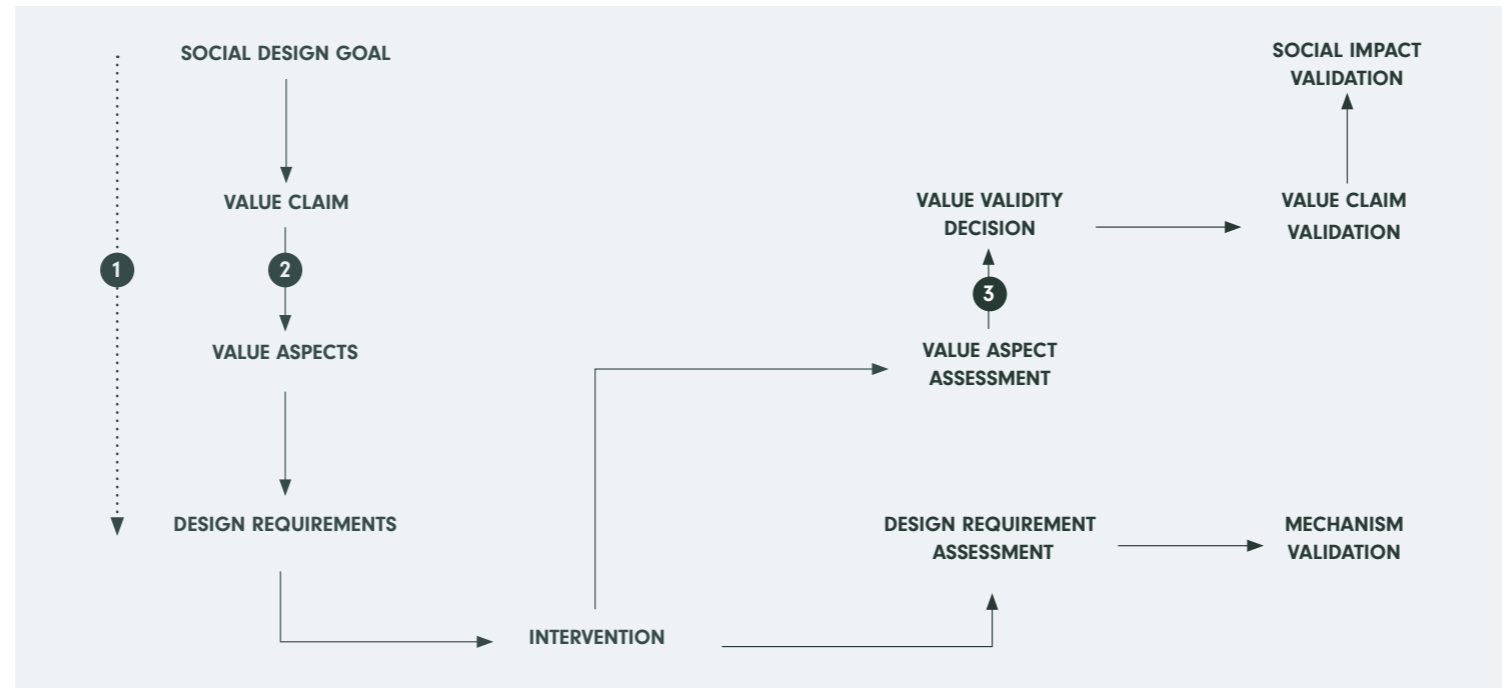 SOCIAL DESIGN GOAL
VALUE CLAIM
1
2
VALUE ASPECTS
DESIGN REQUIREMENTS
INTERVENTION
SOCIAL IMPACT
VALIDATION
VALUE VALIDITY
DECISION
VALUE CLAIM
VALIDATION
3
VALUE ASPECT
ASSESSMENT
DESIGN REQUIREMENT
ASSESSMENT
MECHANISM
VALIDATION